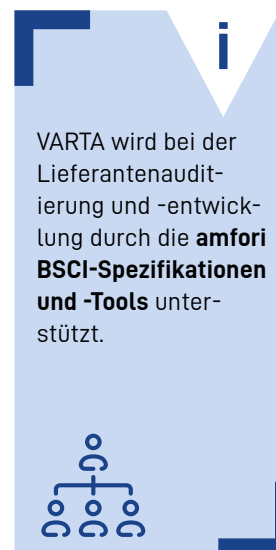 i
VARTA wird bei der
Lieferantenaudit-
ierung und -entwick-
lung durch die amfori
BSCI-Spezifikationen
und -Tools unter-
stützt.